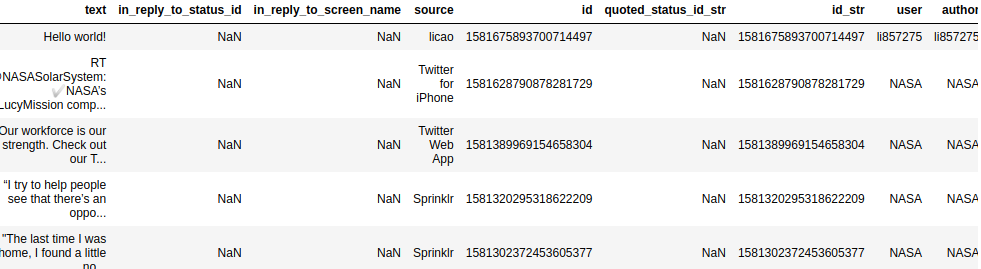 text in_reply_to_status_id in_reply_to_screen_name source id quoted_status_id_str id_str user author
Hello world! NaN NaN licao 1581675893700714497 NaN 1581675893700714497 li857275 li857275
RT
NASASolarSystem:
✔NASA's
LucyMission comp... NaN NaN Twitter
for
iPhone 1581628790878281729 NaN 1581628790878281729 NASA NASA
Our workforce is our
strength. Check out
our T... NaN NaN Twitter
Web
App 1581389969154658304 NaN 1581389969154658304 NASA NASA
“I try to help people
see that there’s an
oppo... NaN NaN Sprinklr 1581320295318622209 NaN 1581320295318622209 NASA NASA
"The last time I was
home, I found a little
no... NaN NaN Sprinklr 1581302372453605377 NaN 1581302372453605377 NASA NASA